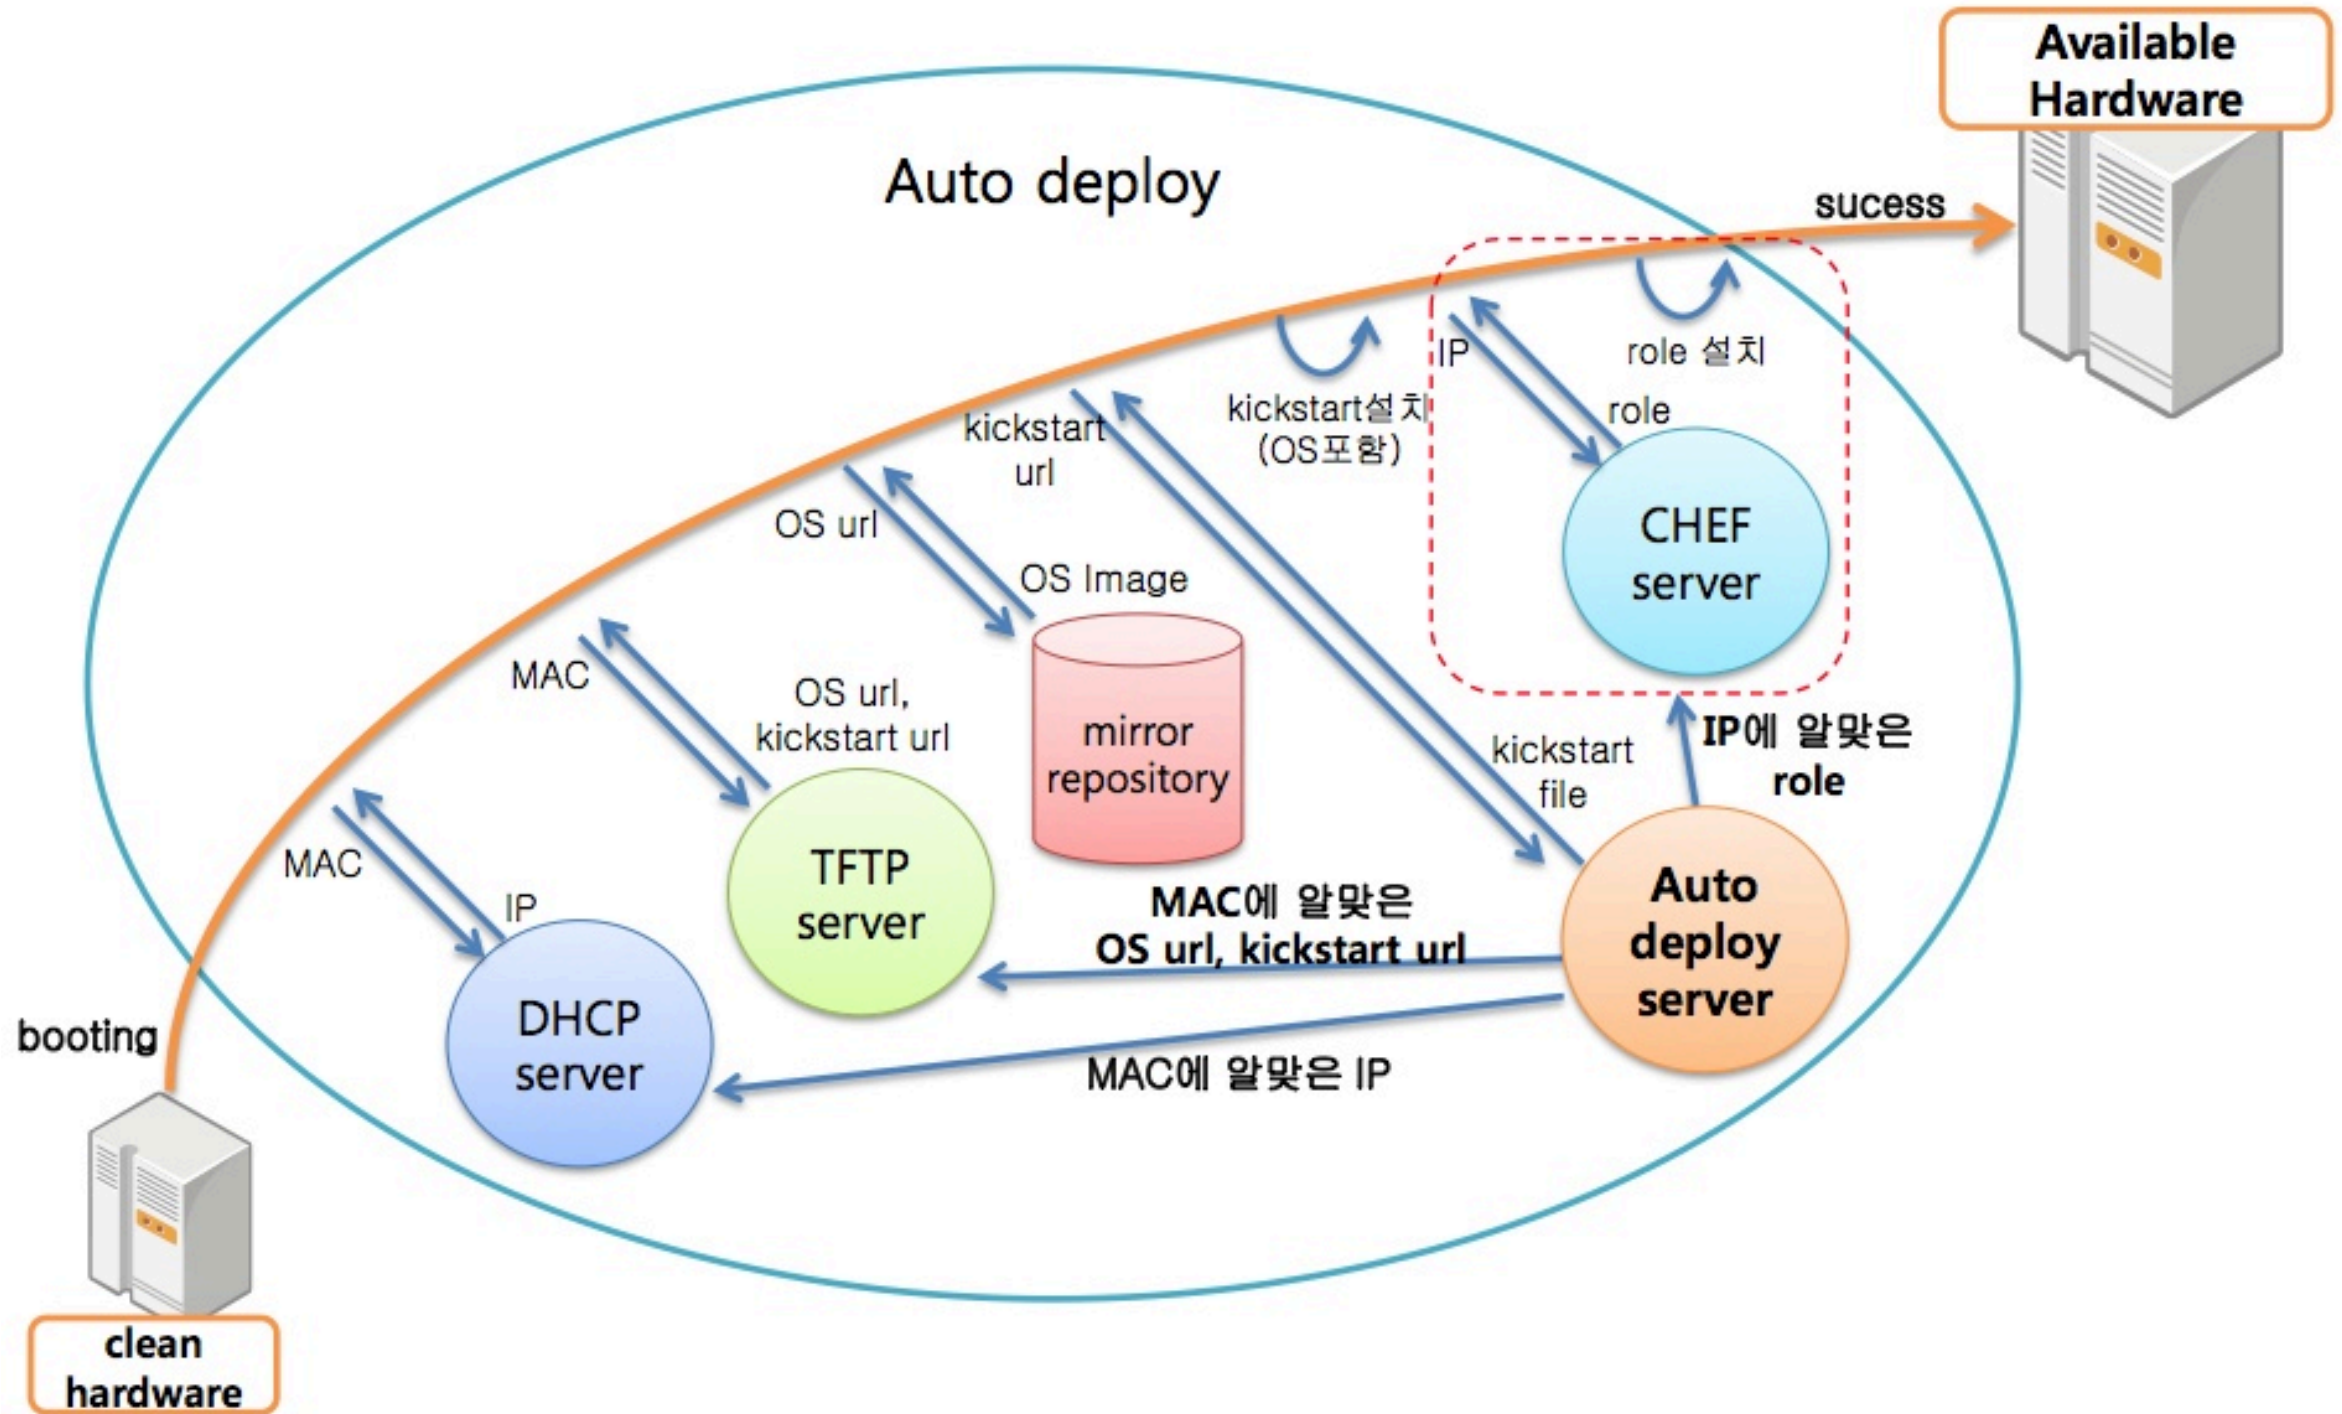 Available
Hardware
Auto deploy
sucess
IP
role 설치
role
kickstart설치
(OS포함)
kickstart
url
OS url
OS Image
CHEF
server
MAC
OS url,
kickstart url
mirror
repository
kickstart
file
IP에 알맞은
role
MAC
IP
TFTP
server
MAC에 알맞은
OS url, kickstart url
Auto
deploy
server
DHCP
server
MAC에 알맞은 IP
booting
clean
hardware